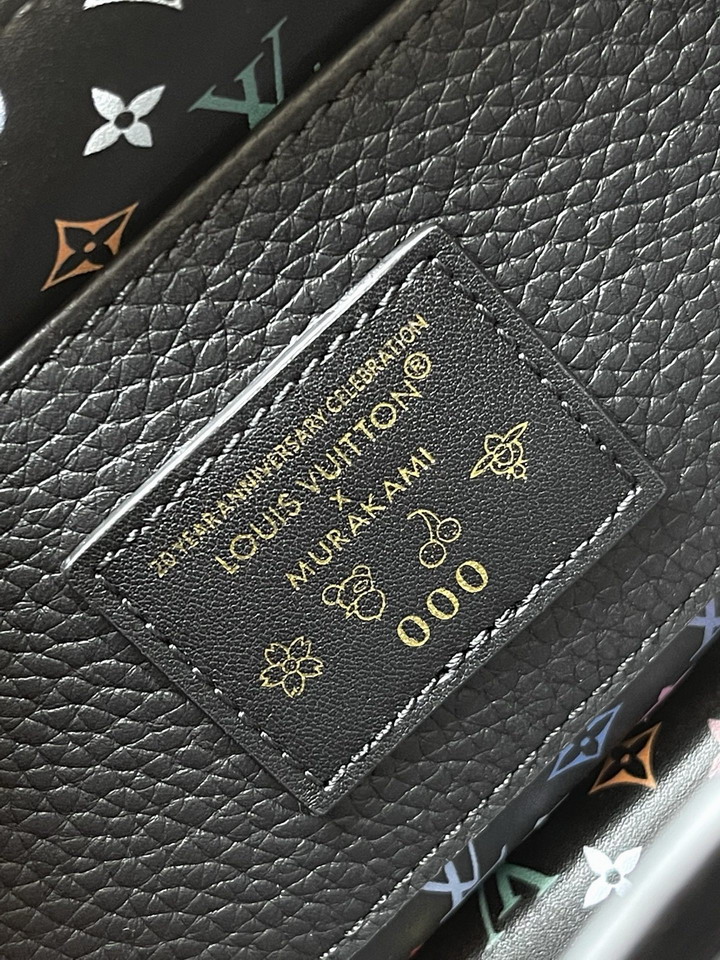 20 YEAR ANNIVERSARY CELEBRATION
LOUIS VUITTON®
X
MURAKAMI
000